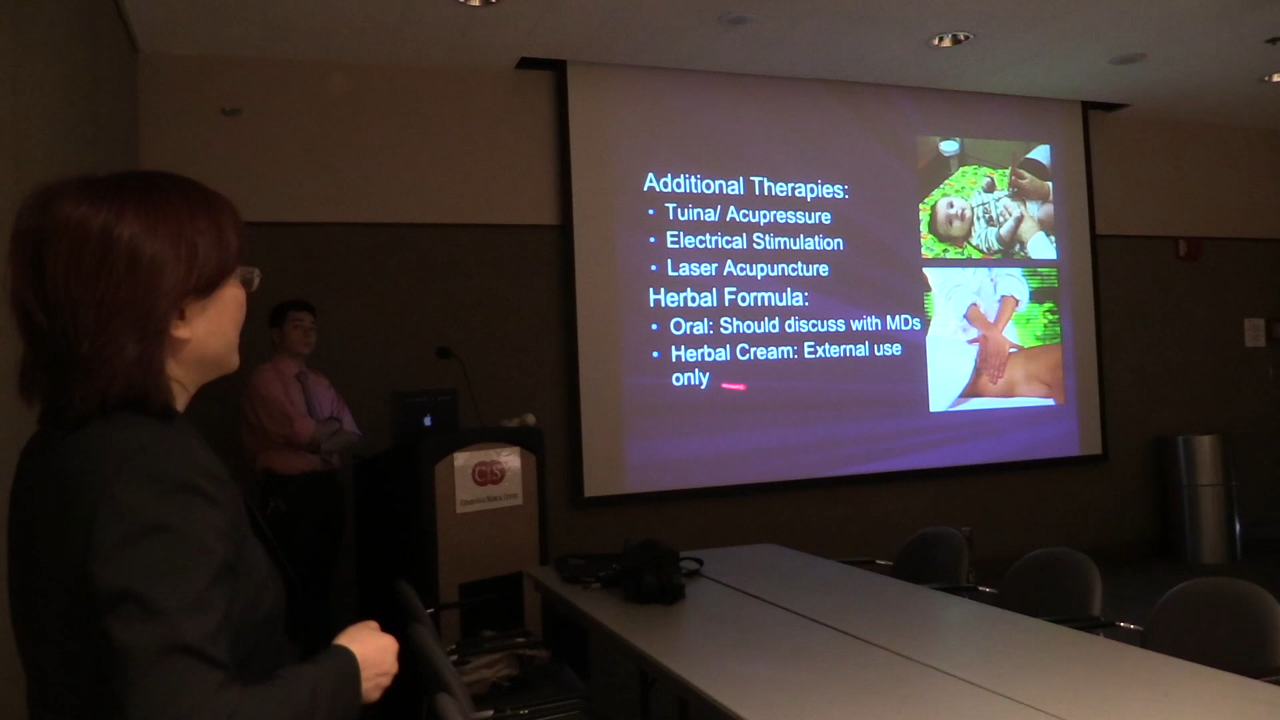 Additional Therapies:
• Tuina/ Acupressure
• Electrical Stimulation
• Laser Acupuncture
Herbal Formula:
• Oral: Should discuss with MDs
• Herbal Cream: External use
only
CIS